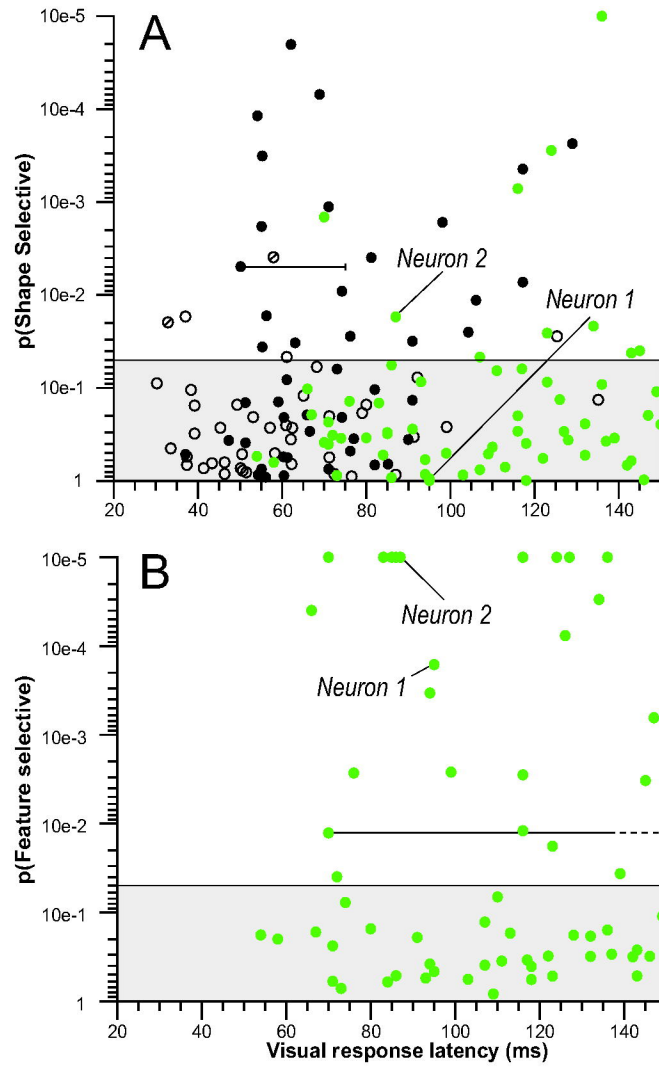 A
10e-5
10e-4
10e-3
10e-2
10e-1
1
p(Shape Selective)
Neuron 2
Neuron 1
20 40 60 80 100 120 140
B
10e-5
10e-4
10e-3
10e-2
10e-1
1
p(Feature selective)
Neuron 2
Neuron 1
20 40 60 80 100 120 140
Visual response latency (ms)